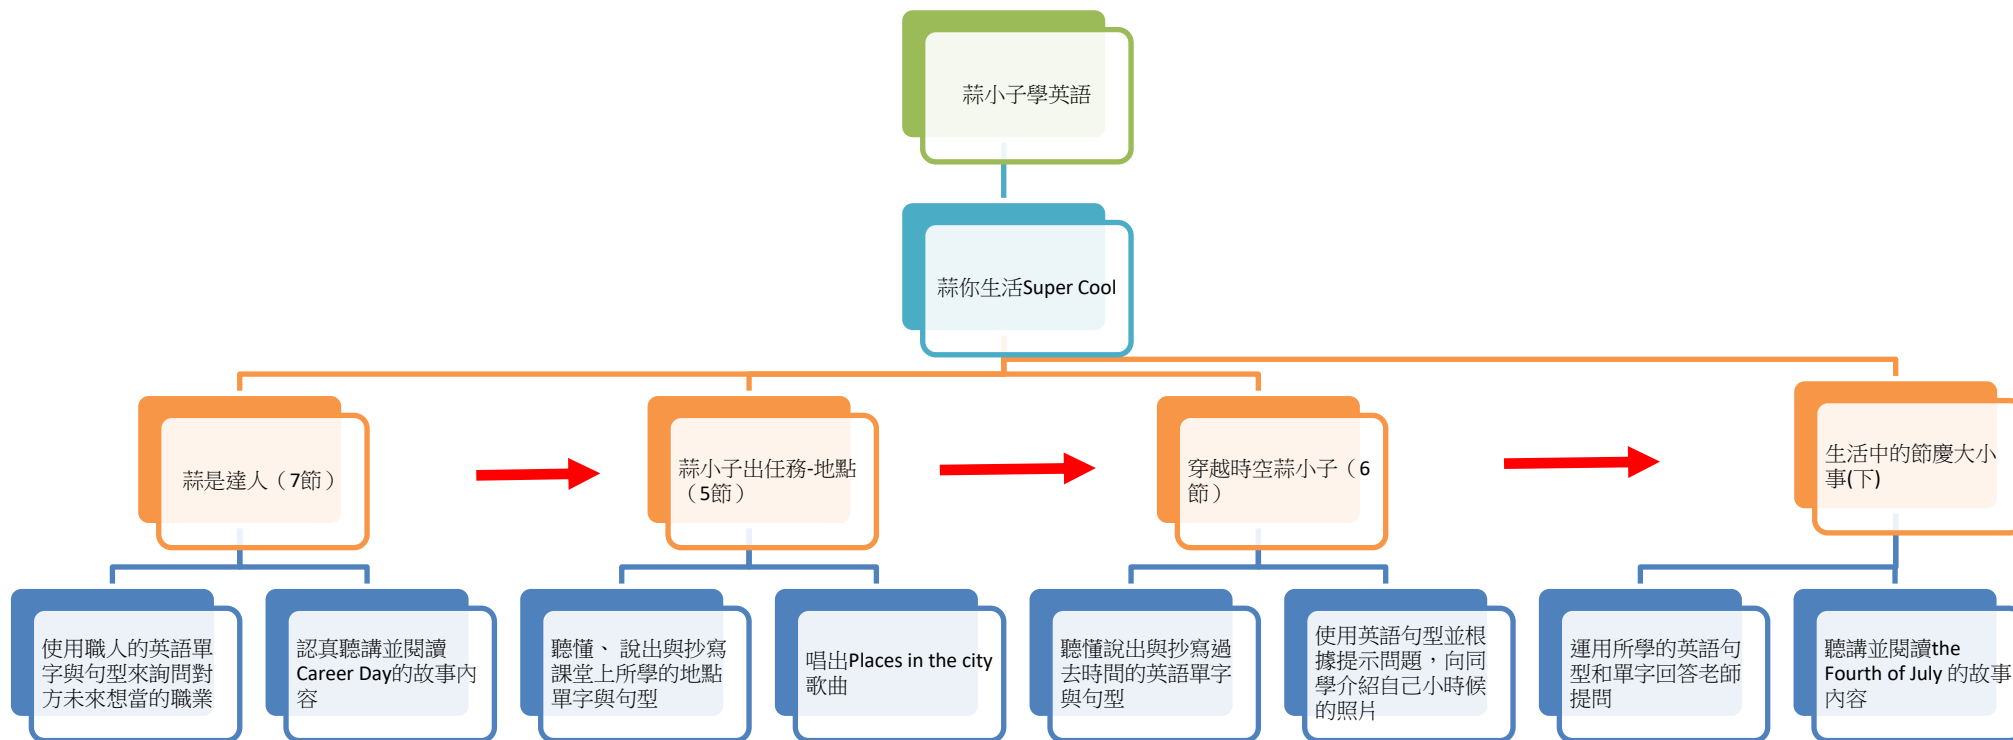 蒜小子學英語
蒜你生活Super Cool
蒜是達人（7節）
蒜小子出任務-地點
（5節）
穿越時空蒜小子（6
節）
生活中的節慶大小
事(下)
使用職人的英語單
字與句型來詢問對
方未來想當的職業
認真聽講並閱讀
Career Day的故事內
容
聽懂、 說出與抄寫
課堂上所學的地點
單字與句型
唱出Places in the city
歌曲
聽懂說出與抄寫過
去時間的英語單字
與句型
使用英語句型並根
據提示問題，向同
學介紹自己小時候
的照片
運用所學的英語句
型和單字回答老師
提問
聽講並閱讀the
Fourth of July 的故事
內容